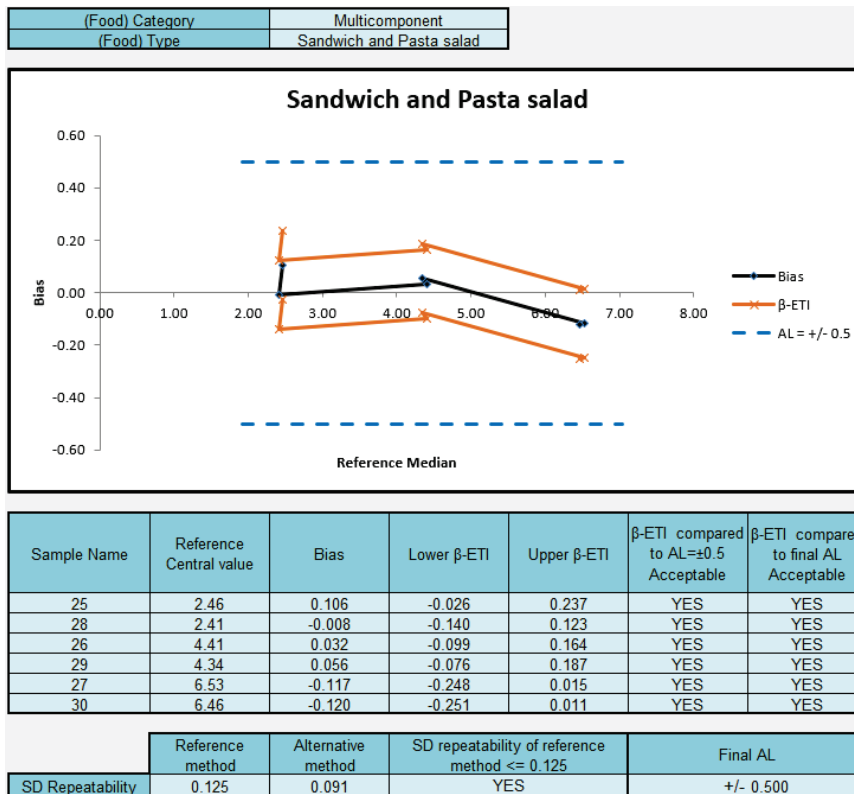 (Food) Category Multicomponent
(Food) Type Sandwich and Pasta salad
Sandwich and Pasta salad
0.60
0.40
0.20
0.00
-0.20
-0.40
-0.60
Bias
0.00 1.00 2.00 3.00 4.00 5.00 6.00 7.00 8.00
Reference Median
Bias
β-ETI
AL = +/- 0.5
Sample Name Reference Central value Bias Lower β-ETI Upper β-ETI β-ETI compared to AL=±0.5 Acceptable β-ETI compare to final AL Acceptable
25 2.46 0.106 -0.026 0.237 YES YES
28 2.41 -0.008 -0.140 0.123 YES YES
26 4.41 0.032 -0.099 0.164 YES YES
29 4.34 0.056 -0.076 0.187 YES YES
27 6.53 -0.117 -0.248 0.015 YES YES
30 6.46 -0.120 -0.251 0.011 YES YES
Reference method Alternative method SD repeatability of reference method <= 0.125 Final AL
SD Repeatability 0.125 0.091 YES +/- 0.500